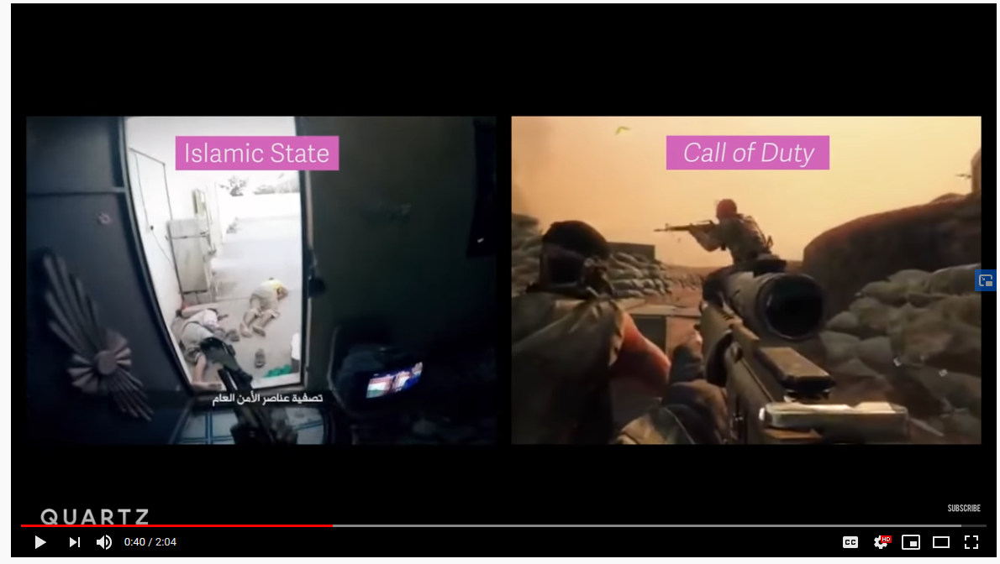 Islamic State
Call of Duty
تصفية عناصر الأمن العام
QUARTZ
SUBSCRIBE
0:40 / 2:04
CC
HD